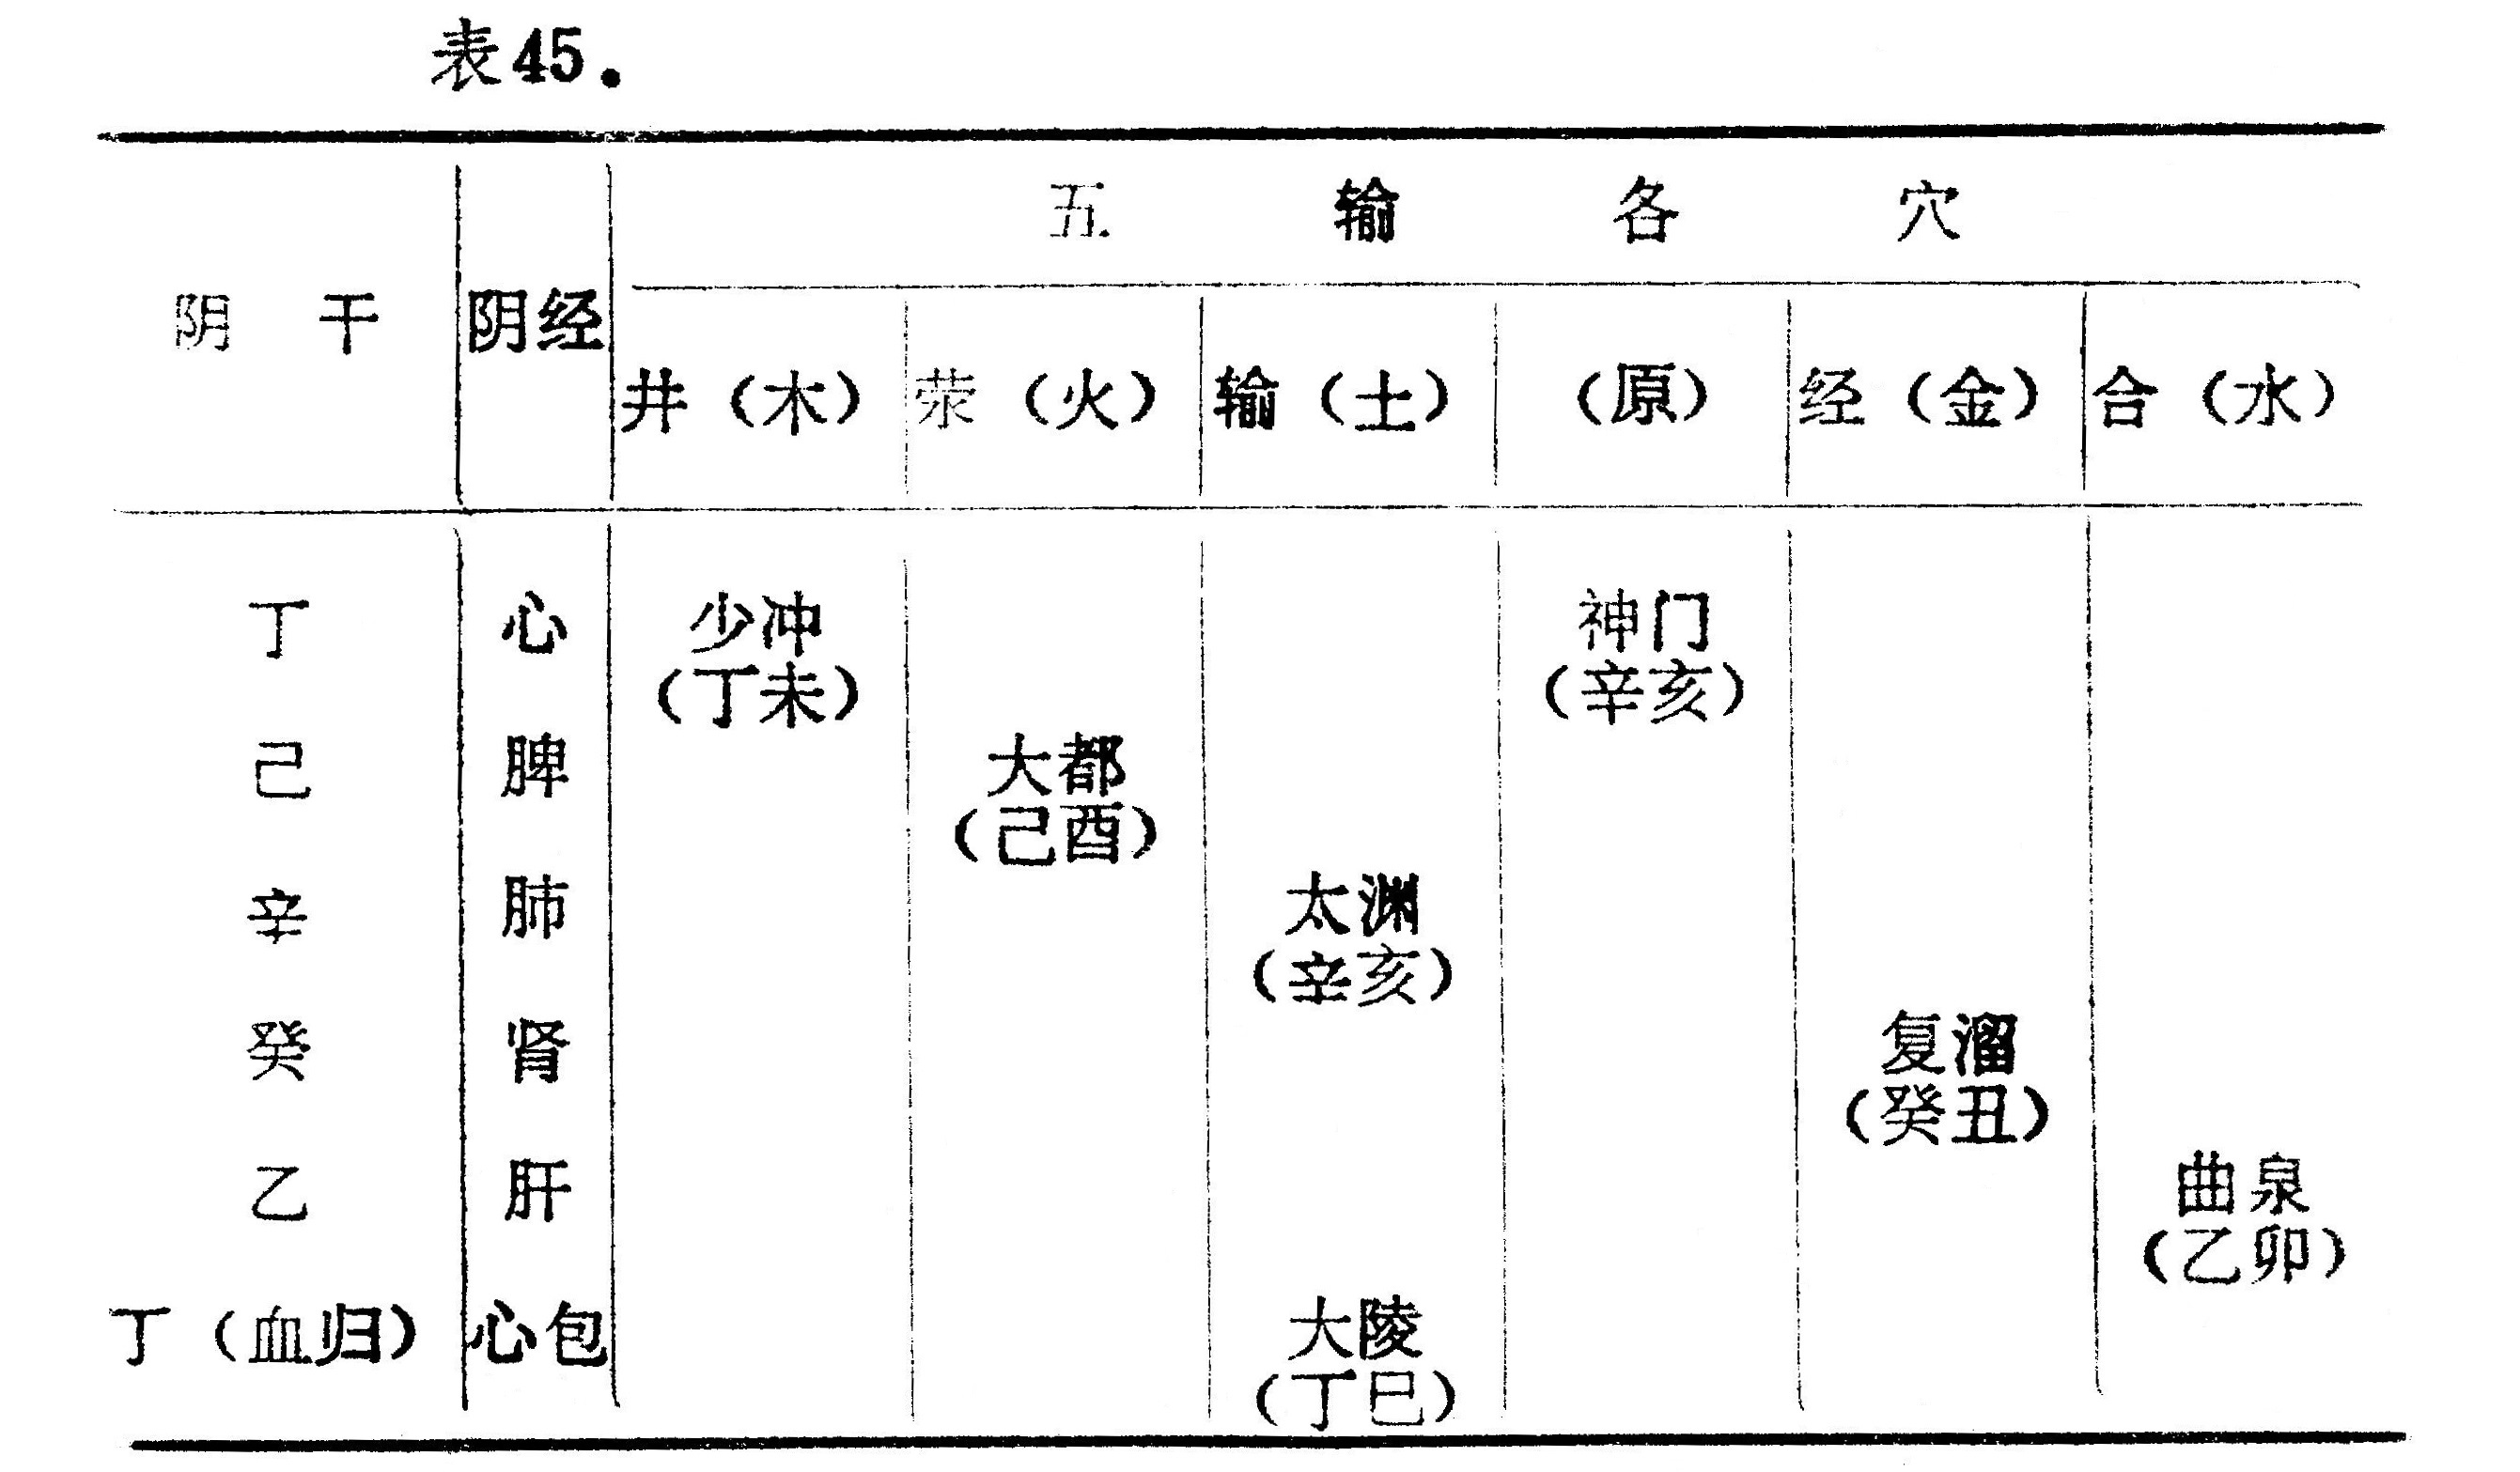 表45.
五 输 各 穴
阴 干 阴经
井（木） 荥（火） 输（土） （原） 经（金） 合（水）
丁 心 少冲 神门
（丁未） （辛亥）
己 脾 大都
（己酉）
辛 肺 太渊
（辛亥）
癸 肾 复溜
（癸丑）
乙 肝 曲泉
（乙卯）
丁（血归） 心包 大陵
（丁巳）